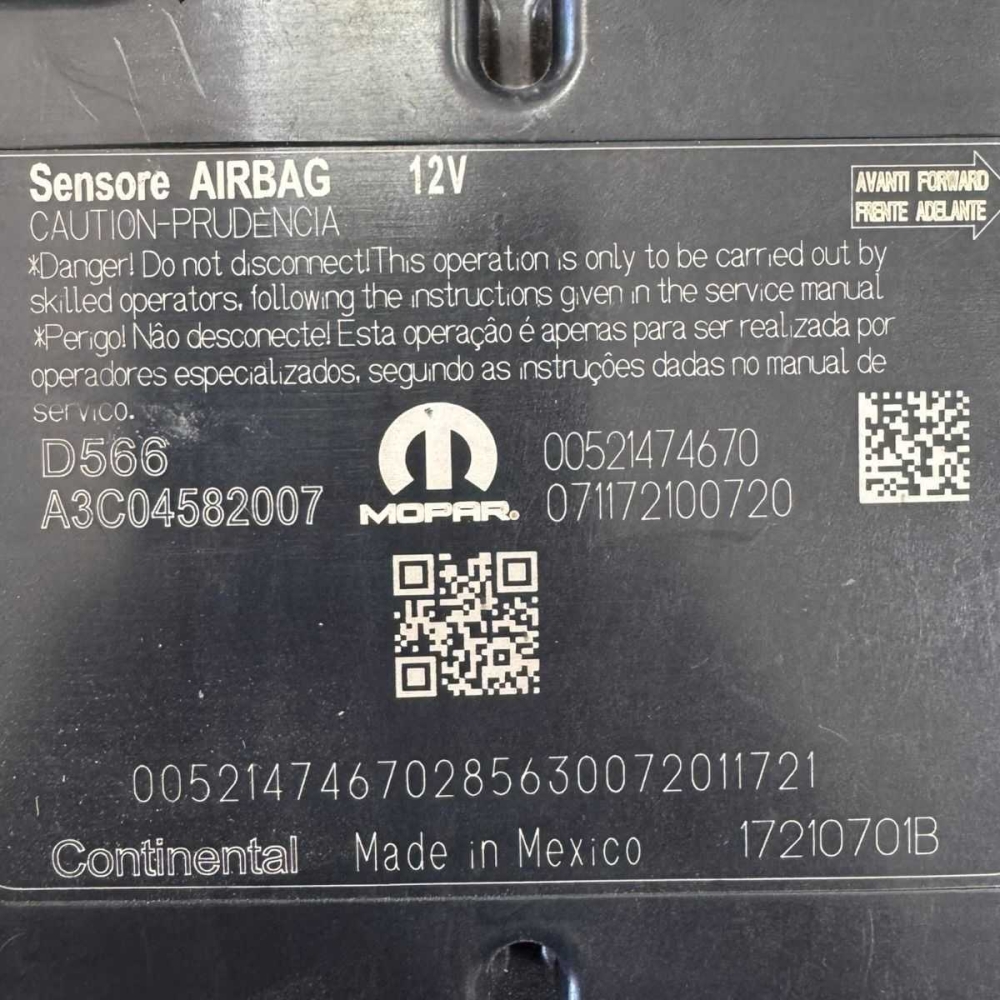 Sensore AIRBAG 12V
AVANTI FORWARD
FRENTE ADELANTE
CAUTION-PRUDÊNCIA
*Danger! Do not disconnect!This operation is only to be carried out by
skilled operators, following the instructions given in the service manual
*Perigo! Não desconecte! Esta operação é apenas para ser realizada por
operadores especializados, seguindo as instruções dadas no manual de
servico.
D566
A3C04582007
MOPAR.
00521474670
071172100720
00521474670285630072011721
Continental Made in Mexico 17210701B